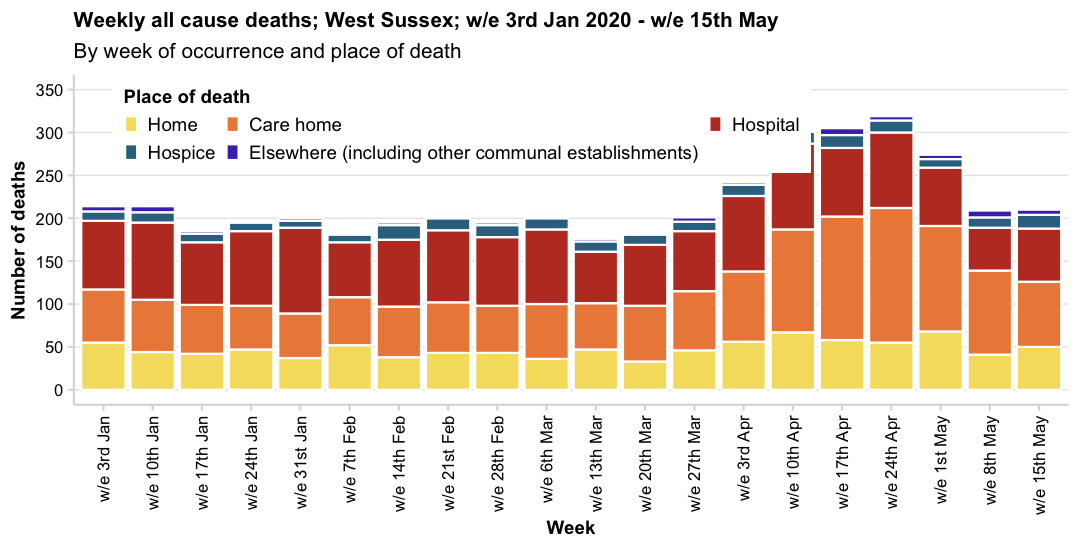 Weekly all cause deaths; West Sussex; w/e 3rd Jan 2020 - w/e 15th May
By week of occurrence and place of death
Number of deaths
350
300
250
200
150
100
50
0
Place of death
Home Care home Hospital
Hospice Elsewhere (including other communal establishments)
w/e 3rd Jan
w/e 10th Jan
w/e 17th Jan
w/e 24th Jan
w/e 31st Jan
w/e 7th Feb
w/e 14th Feb
w/e 21st Feb
w/e 28th Feb
w/e 6th Mar
w/e 13th Mar
w/e 20th Mar
w/e 27th Mar
w/e 3rd Apr
w/e 10th Apr
w/e 17th Apr
w/e 24th Apr
w/e 1st May
w/e 8th May
w/e 15th May
Week